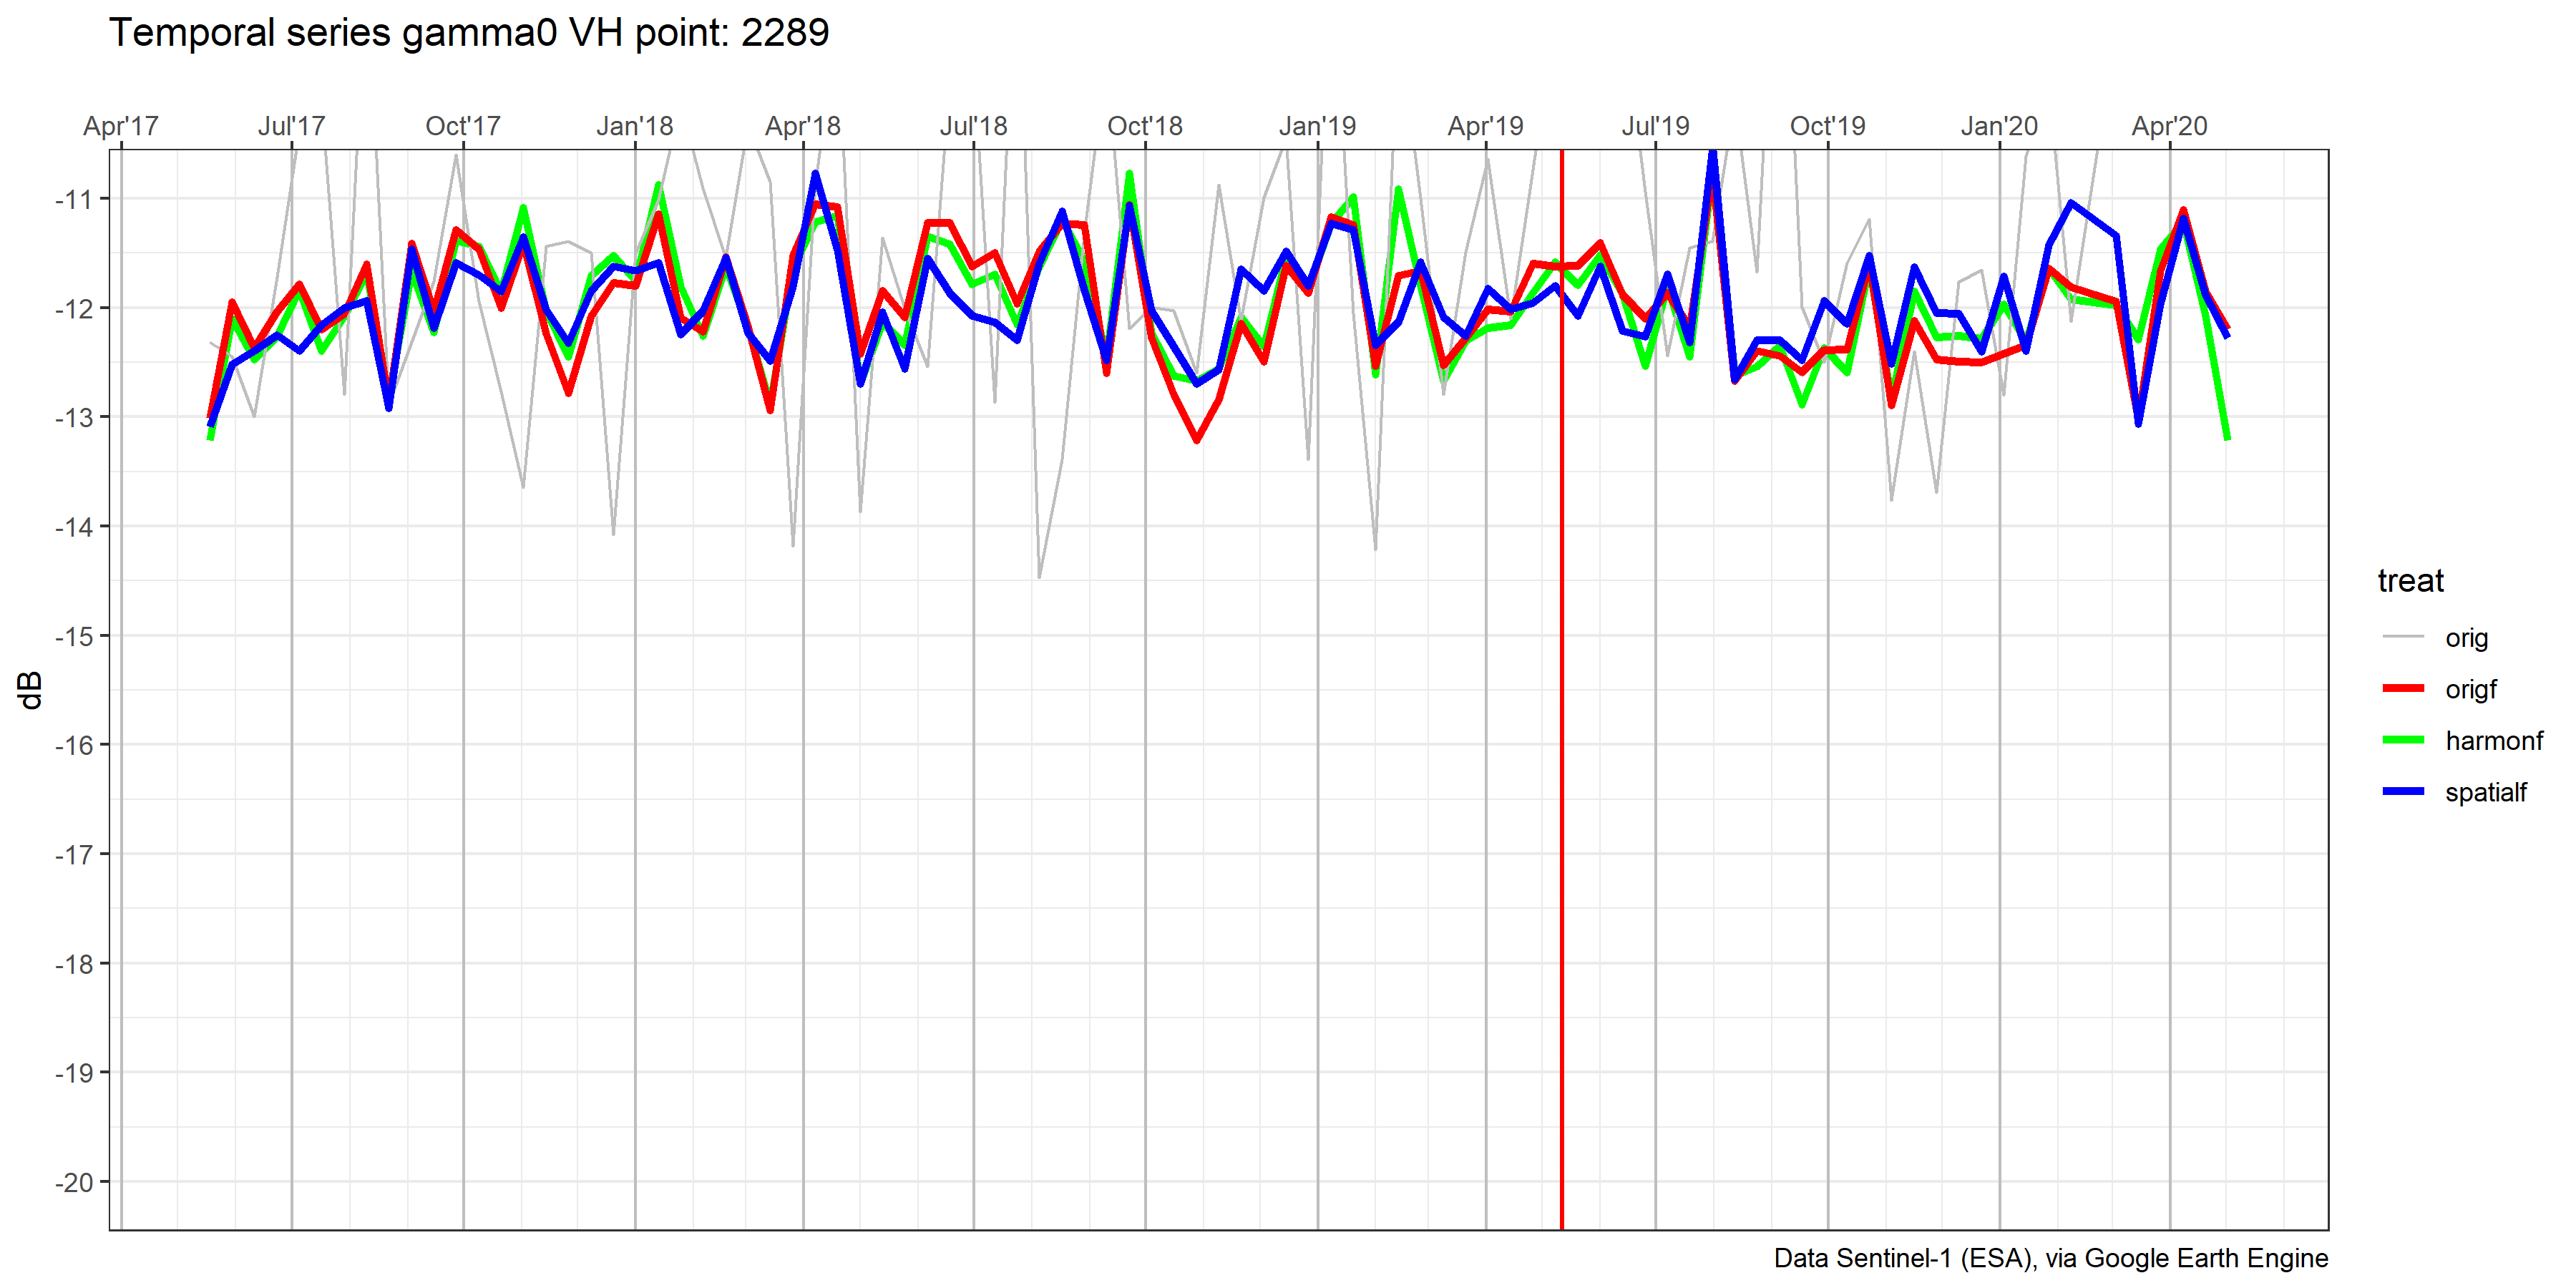 Temporal series gamma0 VH point: 2289
Apr'17 Jul'17 Oct'17 Jan'18 Apr'18 Jul'18 Oct'18 Jan'19 Apr'19 Jul'19 Oct'19 Jan'20 Apr'20
-11
-12
-13
-14
-15
-16
-17
-18
-19
-20
dB
treat
orig
origf
harmonf
spatialf
Data Sentinel-1 (ESA), via Google Earth Engine